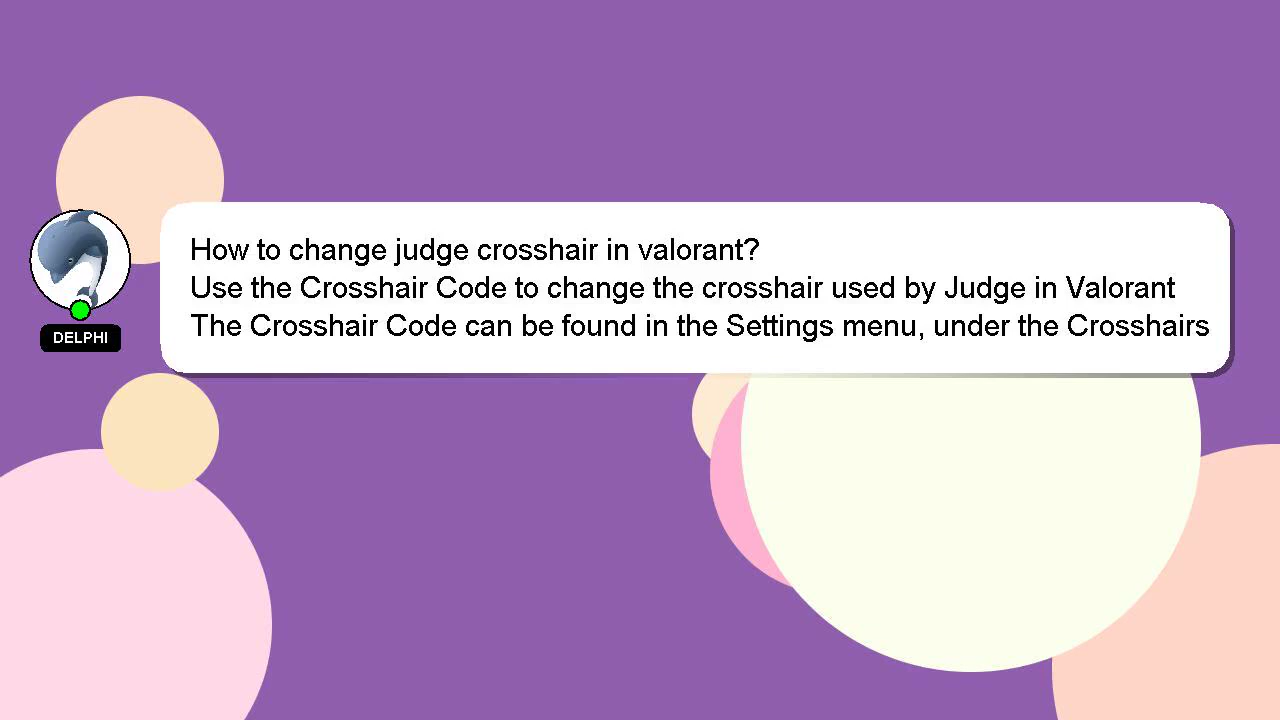 How to change judge crosshair in valorant?
Use the Crosshair Code to change the crosshair used by Judge in Valorant
The Crosshair Code can be found in the Settings menu, under the Crosshairs
DELPHI